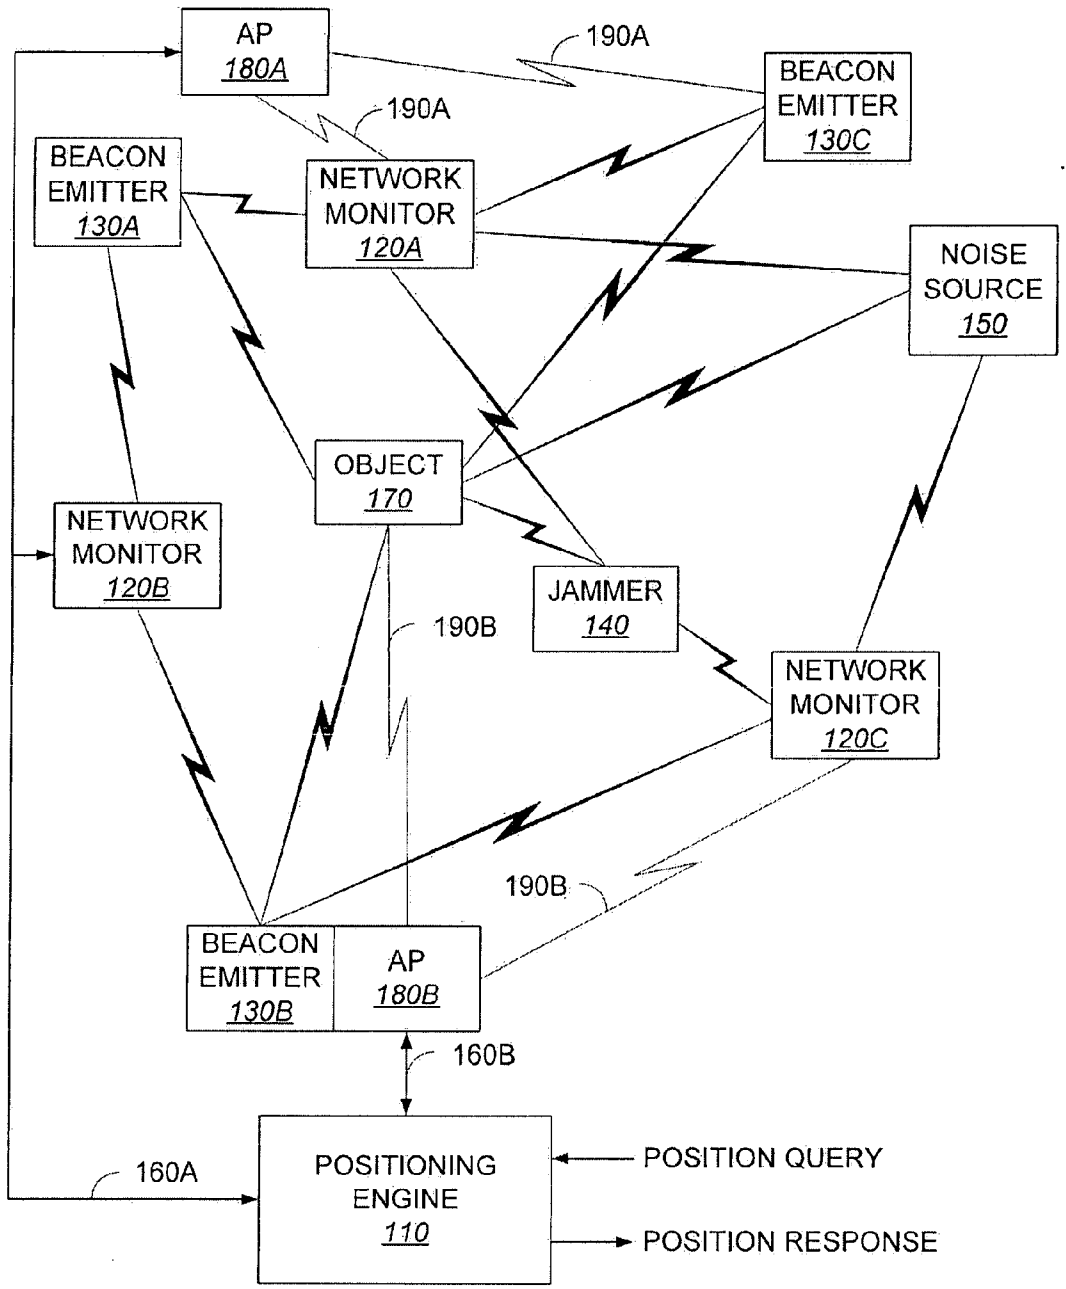 AP
180A
190A
BEACON
EMITTER
130C
190A
BEACON
EMITTER
130A
NETWORK
MONITOR
120A
NOISE
SOURCE
150
OBJECT
170
NETWORK
MONITOR
120B
JAMMER
140
190B
NETWORK
MONITOR
120C
190B
BEACON
EMITTER
130B
AP
180B
160B
POSITIONING
ENGINE
110
160A
POSITION QUERY
POSITION RESPONSE